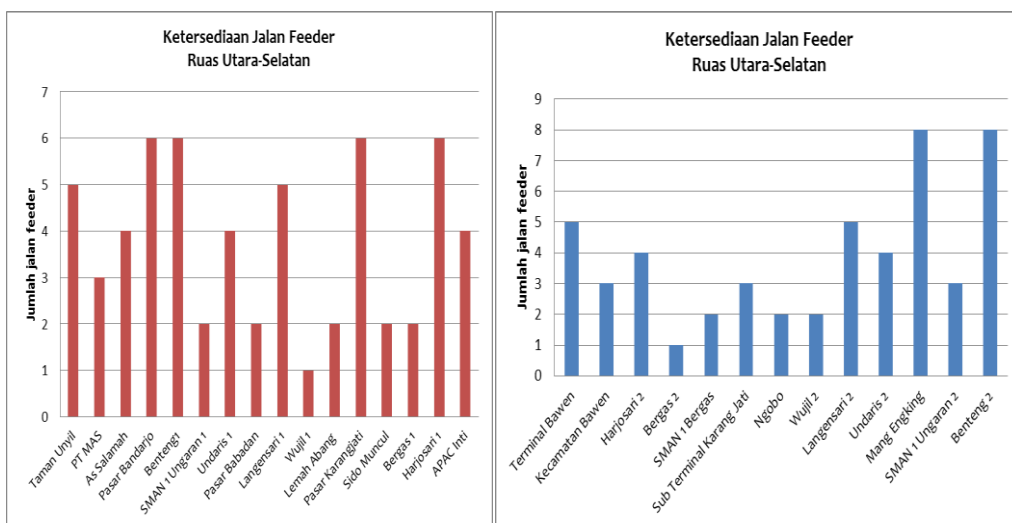 Ketersediaan Jalan Feeder
Ruas Utara-Selatan
Jumlah jalan feeder
7
6
5
4
3
2
1
0
Taman Unyil
PT MAS
As Salamah
Pasar Bandarjo
Benteng1
SMAN 1 Ungaran 1
Undaris 1
Pasar Babadan
Langensari 1
Wujil 1
Lemah Abang
Pasar Karangjati
Sido Muncul
Bergas 1
Harjosari 1
APAC Inti
Ketersediaan Jalan Feeder
Ruas Utara-Selatan
Jumlah jalan feeder
9
8
7
6
5
4
3
2
1
0
Terminal Bawen
Kecamatan Bawen
Harjosari 2
Bergas 2
SMAN 1 Bergas
Sub Terminal Karang Jati
Ngobo
Wujil 2
Langensari 2
Undaris 2
Mang Engking
SMAN 1 Ungaran 2
Benteng 2